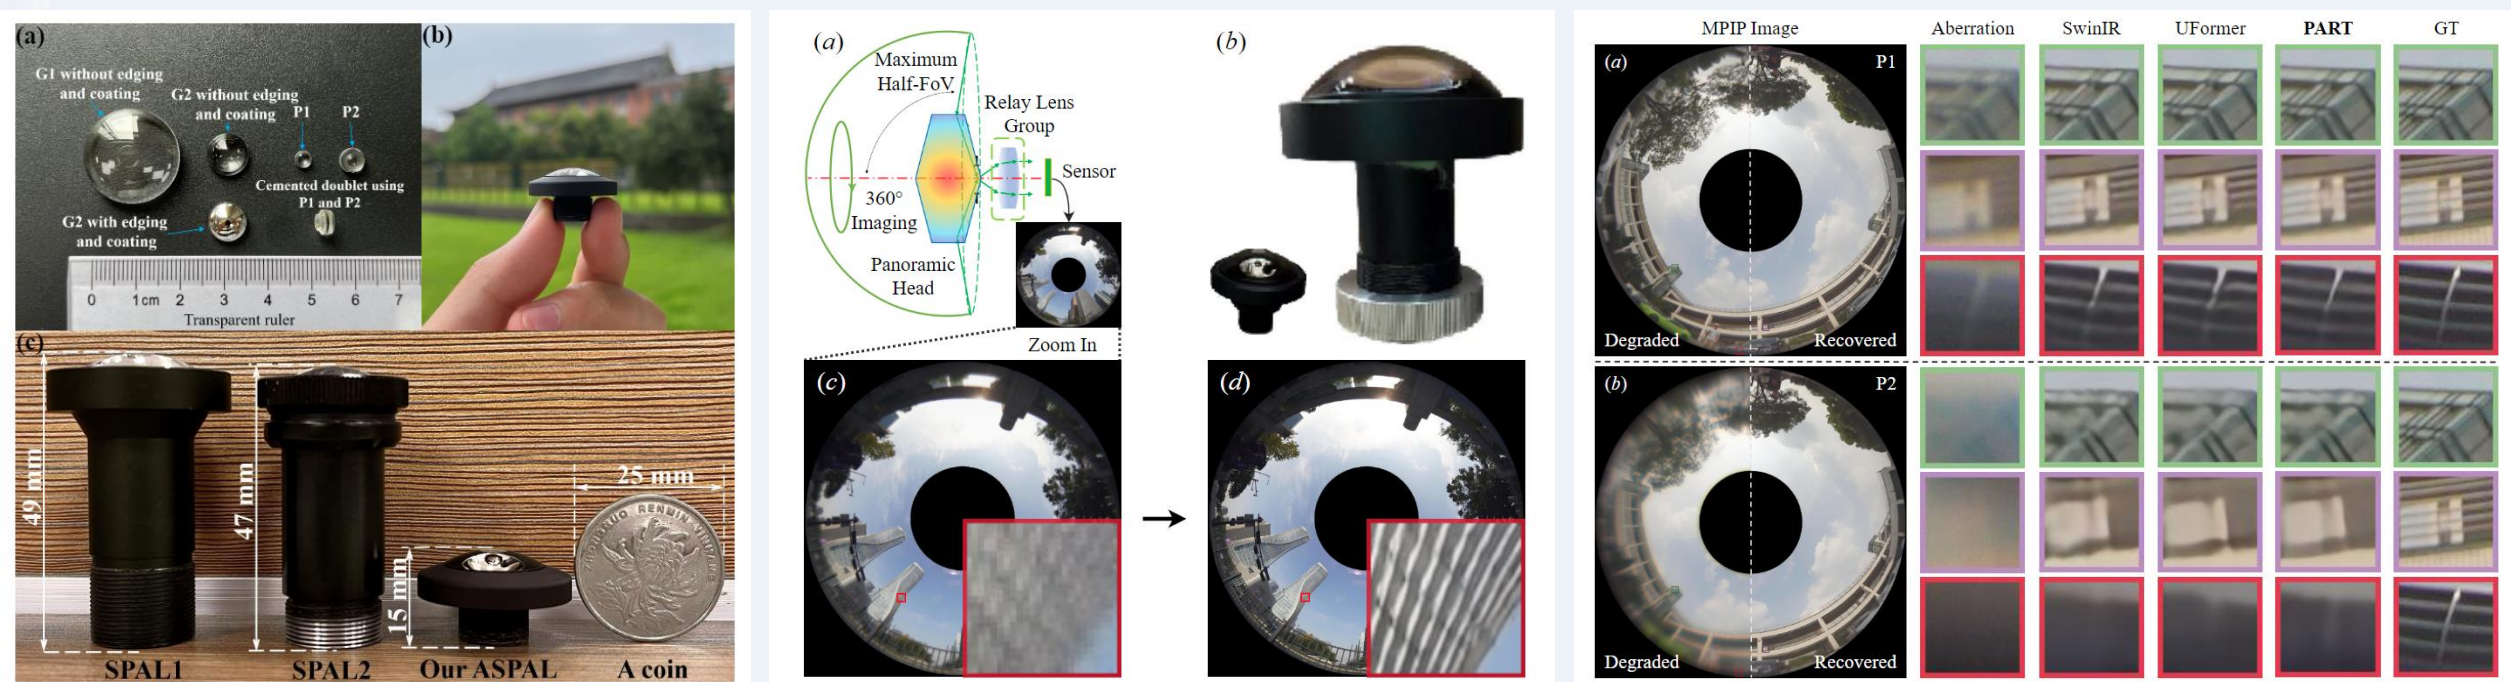 (a)
G1 without edging
and coating
G2 without edging
and coating
P1
P2
Cemented doublet using
P1 and P2
G2 with edging
and coating
0 1cm 2 3 4 5 6 7
Transparent ruler
(b)
(c)
49 mm
47 mm
15 mm
25 mm
SPAL1
SPAL2
Our ASPAL
A coin
(a)
Maximum
Half-FoV
Relay Lens
Group
Sensor
360°
Imaging
Panoramic
Head
Zoom In
(b)
(c)
(d)
MPIP Image
Aberration
SwinIR
UFormer
PART
GT
(a)
P1
Degraded
Recovered
(b)
P2
Degraded
Recovered